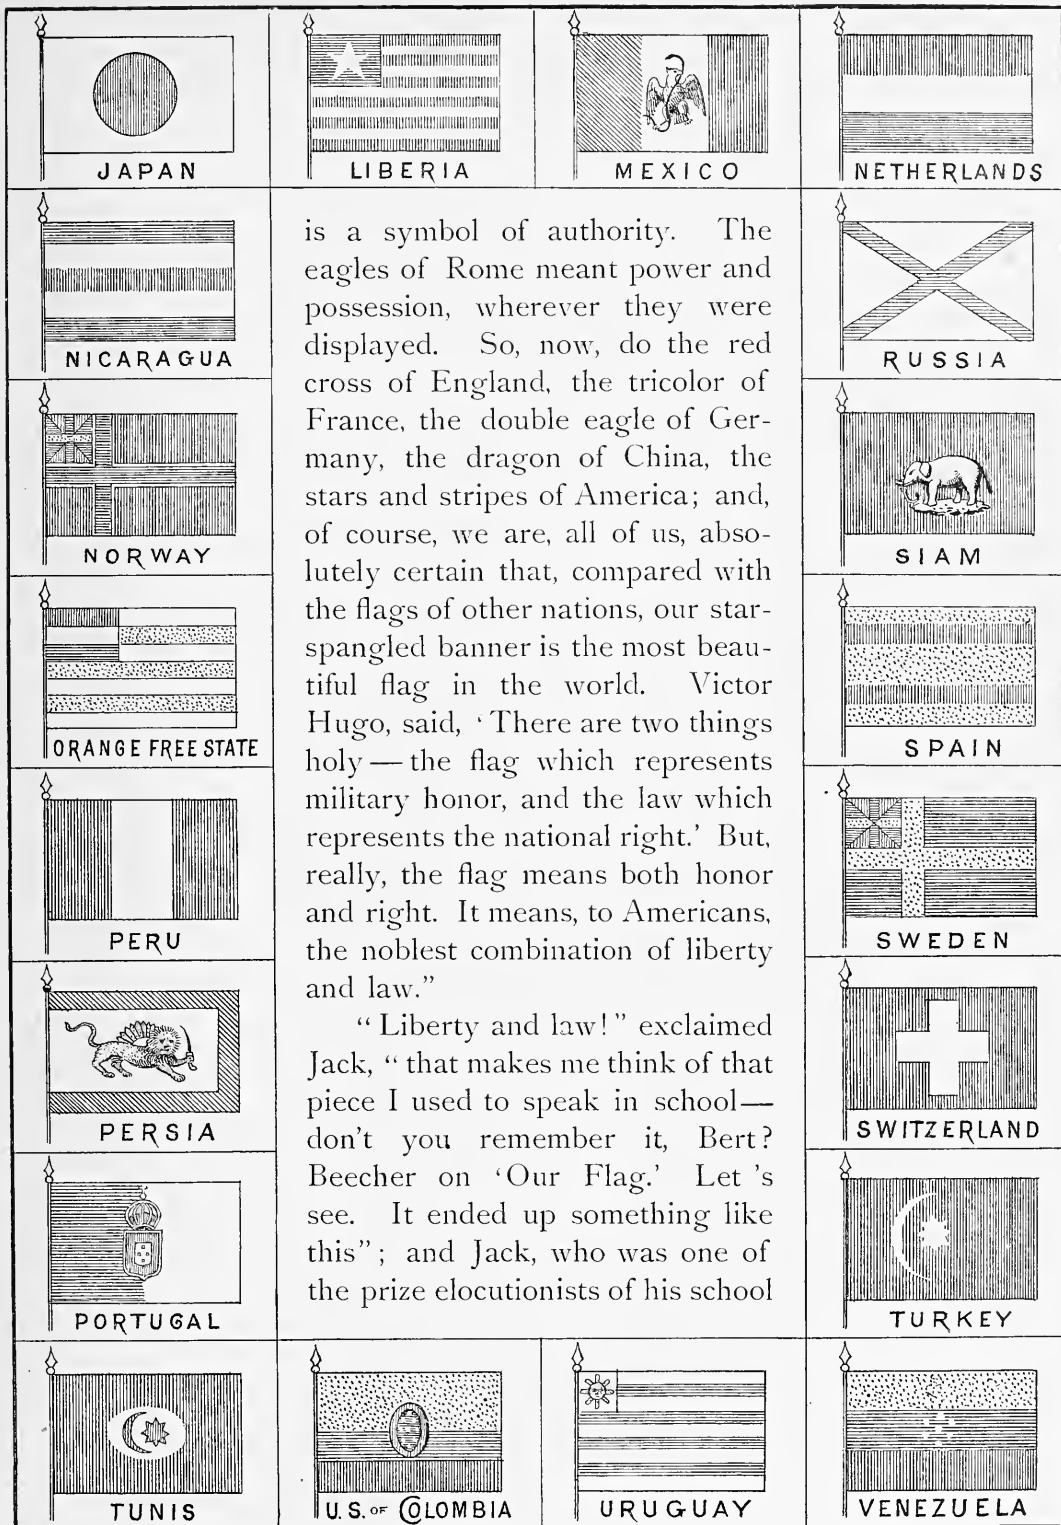 JAPAN
LIBERIA
MEXICO
NETHERLANDS
NICARAGUA
NORWAY
ORANGE FREE STATE
PERU
PERSIA
PORTUGAL
is a symbol of authority. The
eagles of Rome meant power and
possession, wherever they were
displayed. So, now, do the red
cross of England, the tricolor of
France, the double eagle of Ger-
many, the dragon of China, the
stars and stripes of America; and,
of course, we are, all of us, abso-
lutely certain that, compared with
the flags of other nations, our star-
spangled banner is the most beau-
tiful flag in the world. Victor
Hugo, said, ‘There are two things
holy — the flag which represents
military honor, and the law which
represents the national right.’ But,
really, the flag means both honor
and right. It means, to Americans,
the noblest combination of liberty
and law.”
“Liberty and law!” exclaimed
Jack, “that makes me think of that
piece I used to speak in school—
don't you remember it, Bert?
Beecher on ‘Our Flag.’ Let 's
see. It ended up something like
this”; and Jack, who was one of
the prize elocutionists of his school
RUSSIA
SIAM
SPAIN
SWEDEN
SWITZERLAND
TURKEY
TUNIS
U.S. OF COLOMBIA
URUGUAY
VENEZUELA